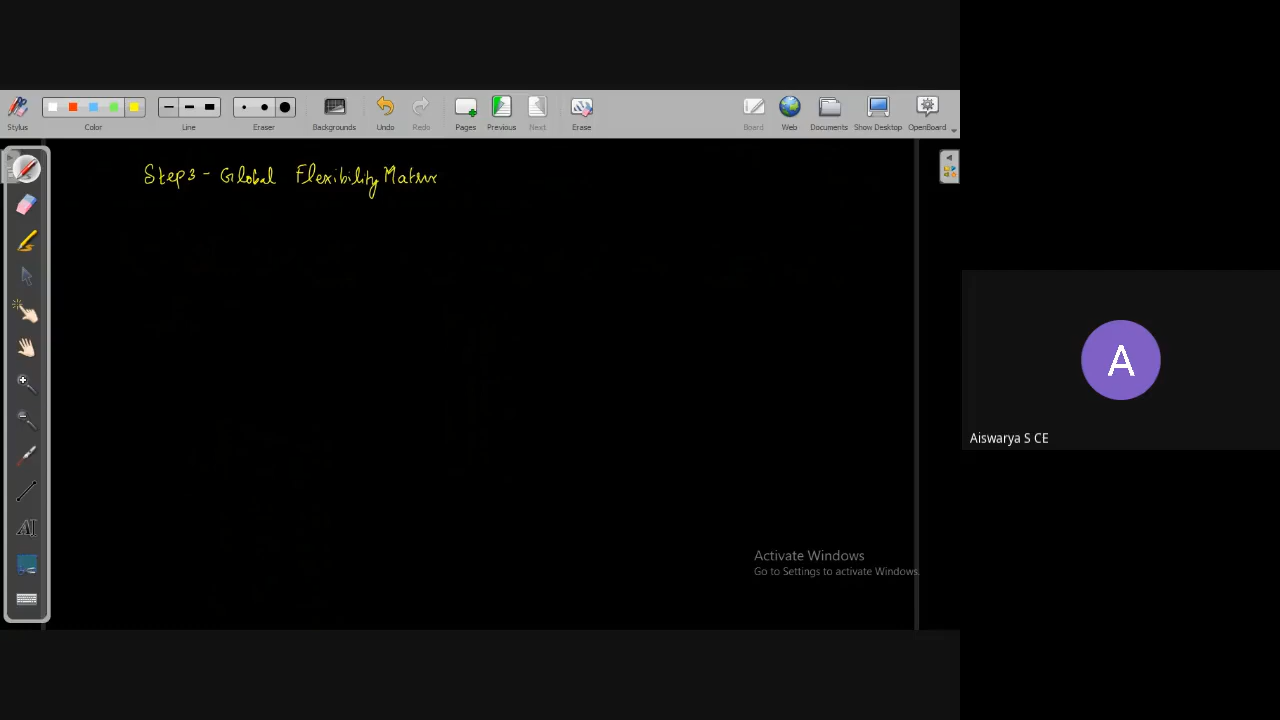 Stylus
Color
Line
Eraser
Backgrounds
Undo
Redo
Pages
Previous
Next
Erase
Board
Web
Documents
Show Desktop
OpenBoard
Step 3 - Global Flexibility Matrix
A
Aiswarya S CE
Activate Windows
Go to Settings to activate Windows.